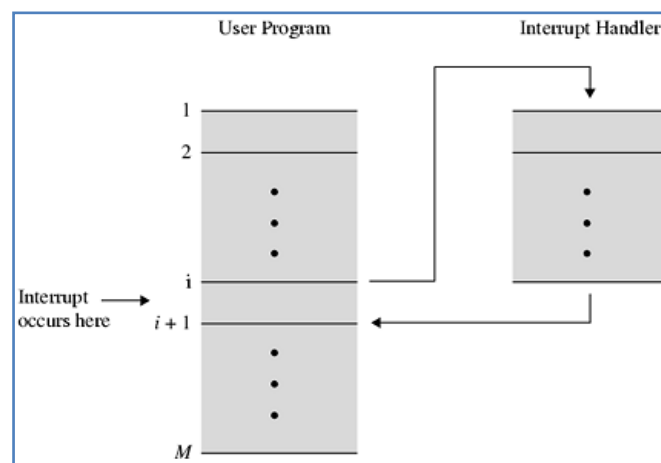 User Program
Interrupt Handler
1
2
i
Interrupt
occurs here
i + 1
M